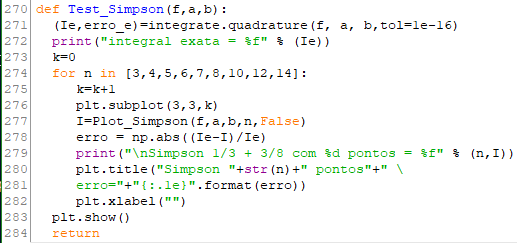 270 def Test_Simpson(f,a,b):
271 (Ie,erro_e)=integrate.quadrature(f, a, b,tol=1e-16)
272 print("integral exata = %f" % (Ie))
273 k=0
274 for n in [3,4,5,6,7,8,10,12,14]:
275 k=k+1
276 plt.subplot(3,3,k)
277 I=Plot_Simpson(f,a,b,n,False)
278 erro = np.abs((Ie-I)/Ie)
279 print("\nSimpson 1/3 + 3/8 com %d pontos = %f" % (n,I))
280 plt.title("Simpson "+str(n)+" pontos"+" \
281 erro="+"{:.1e}".format(erro))
282 plt.xlabel("")
283 plt.show()
284 return